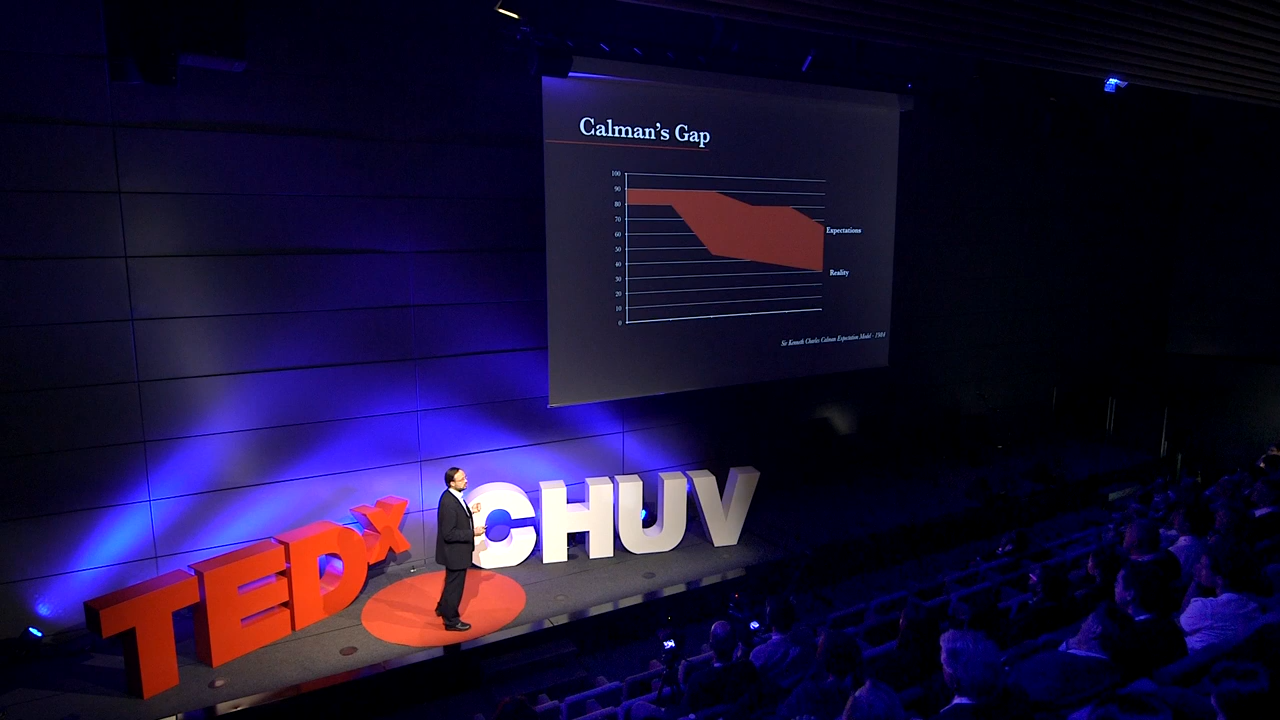 Calman's Gap
100
90
80
70
60
50
40
30
20
10
0
Expectations
Reality
Sir Kenneth Charles Calman Expectation Model - 1984
TEDx CHUV